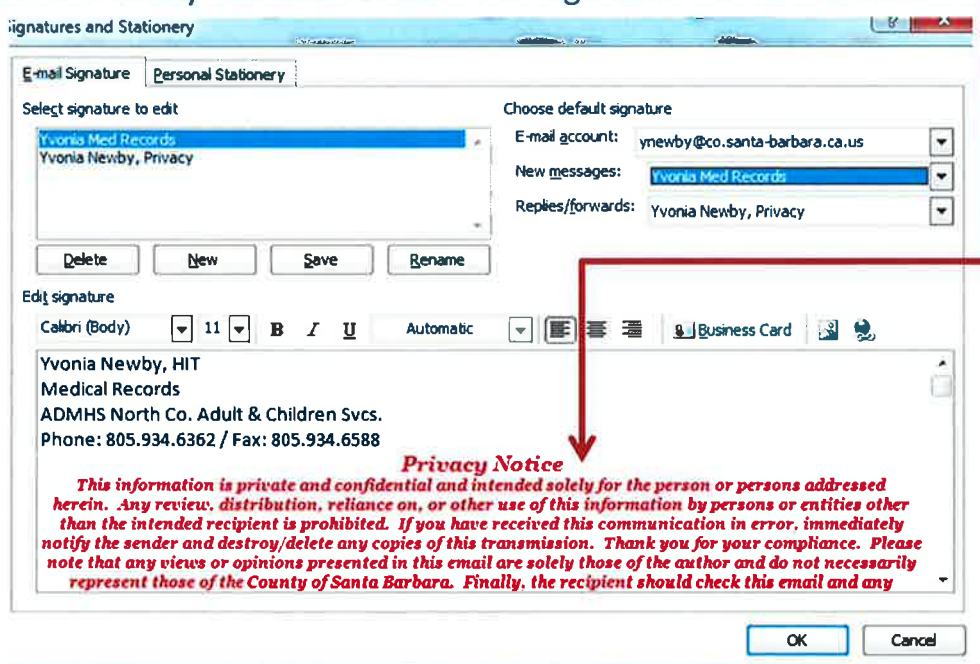 ignatures and Stationery
E-mail Signature Personal Stationery
Select signature to edit
Yvonia Med Records
Yvonia Newby, Privacy
Choose default signature
E-mail account: ynewby@co.santa-barbara.ca.us
New messages: Yvonia Med Records
Replies/forwards: Yvonia Newby, Privacy
Delete New Save Rename
Edit signature
Calibri (Body) 11 B I U Automatic Business Card
Yvonia Newby, HIT
Medical Records
ADMHS North Co. Adult & Children Svcs.
Phone: 805.934.6362 / Fax: 805.934.6588
Privacy Notice
This information is private and confidential and intended solely for the person or persons addressed
herein. Any review, distribution, reliance on, or other use of this information by persons or entities other
than the intended recipient is prohibited. If you have received this communication in error, immediately
notify the sender and destroy/delete any copies of this transmission. Thank you for your compliance. Please
note that any views or opinions presented in this email are solely those of the author and do not necessarily
represent those of the County of Santa Barbara. Finally, the recipient should check this email and any
OK Cancel